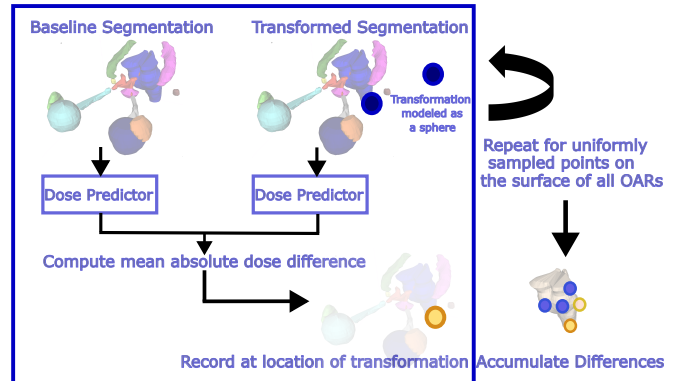 Baseline Segmentation
Transformed Segmentation
Transformation
modeled as
a sphere
Repeat for uniformly
sampled points on
the surface of all OARs
Dose Predictor
Dose Predictor
Compute mean absolute dose difference
Record at location of transformation
Accumulate Differences